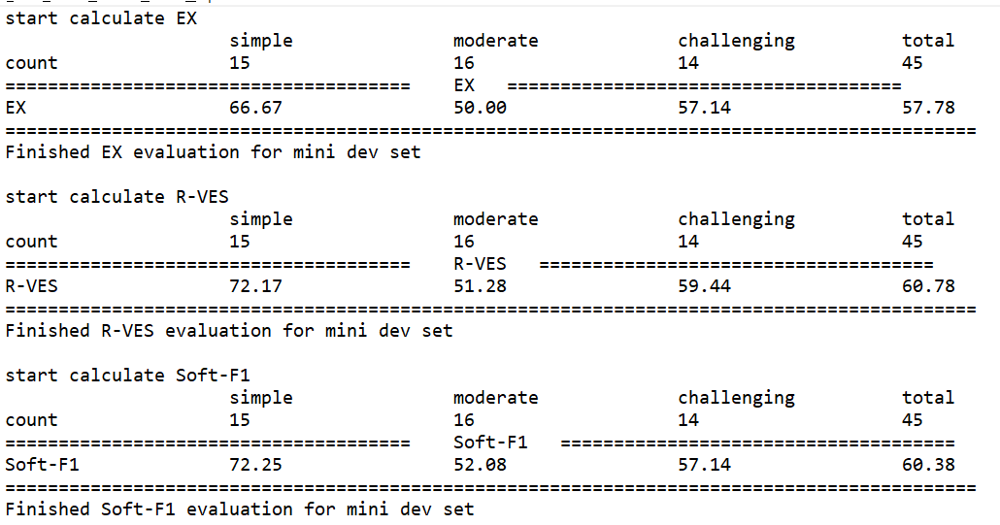 start calculate EX
                     simple               moderate             challenging          total
count                15                   16                   14                   45
======================================    EX   =====================================
EX                   66.67                50.00                57.14                57.78
===========================================================================================
Finished EX evaluation for mini dev set

start calculate R-VES
                     simple               moderate             challenging          total
count                15                   16                   14                   45
======================================    R-VES   =====================================
R-VES                72.17                51.28                59.44                60.78
===========================================================================================
Finished R-VES evaluation for mini dev set

start calculate Soft-F1
                     simple               moderate             challenging          total
count                15                   16                   14                   45
======================================    Soft-F1   =====================================
Soft-F1              72.25                52.08                57.14                60.38
===========================================================================================
Finished Soft-F1 evaluation for mini dev set